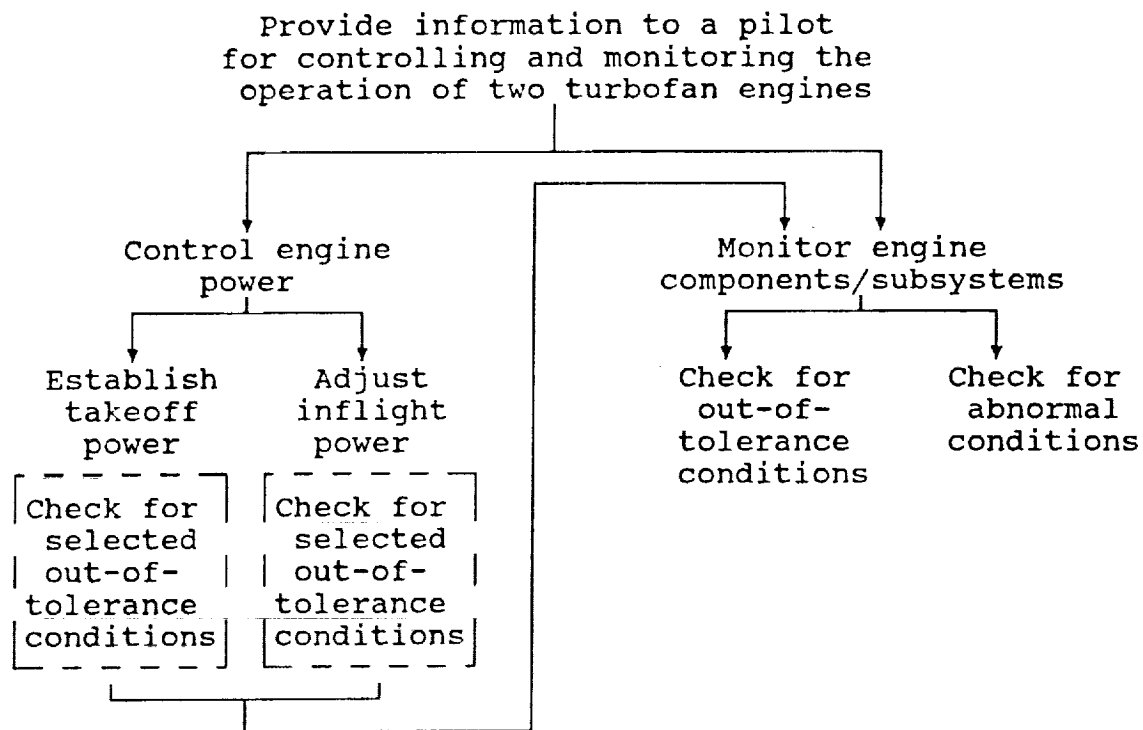 Provide information to a pilot
for controlling and monitoring the
operation of two turbofan engines
Control engine
power
Monitor engine
components/subsystems
Establish
takeoff
power
Adjust
inflight
power
Check for
out-of-
tolerance
conditions
Check for
abnormal
conditions
Check for
selected
out-of-
tolerance
conditions
Check for
selected
out-of-
tolerance
conditions